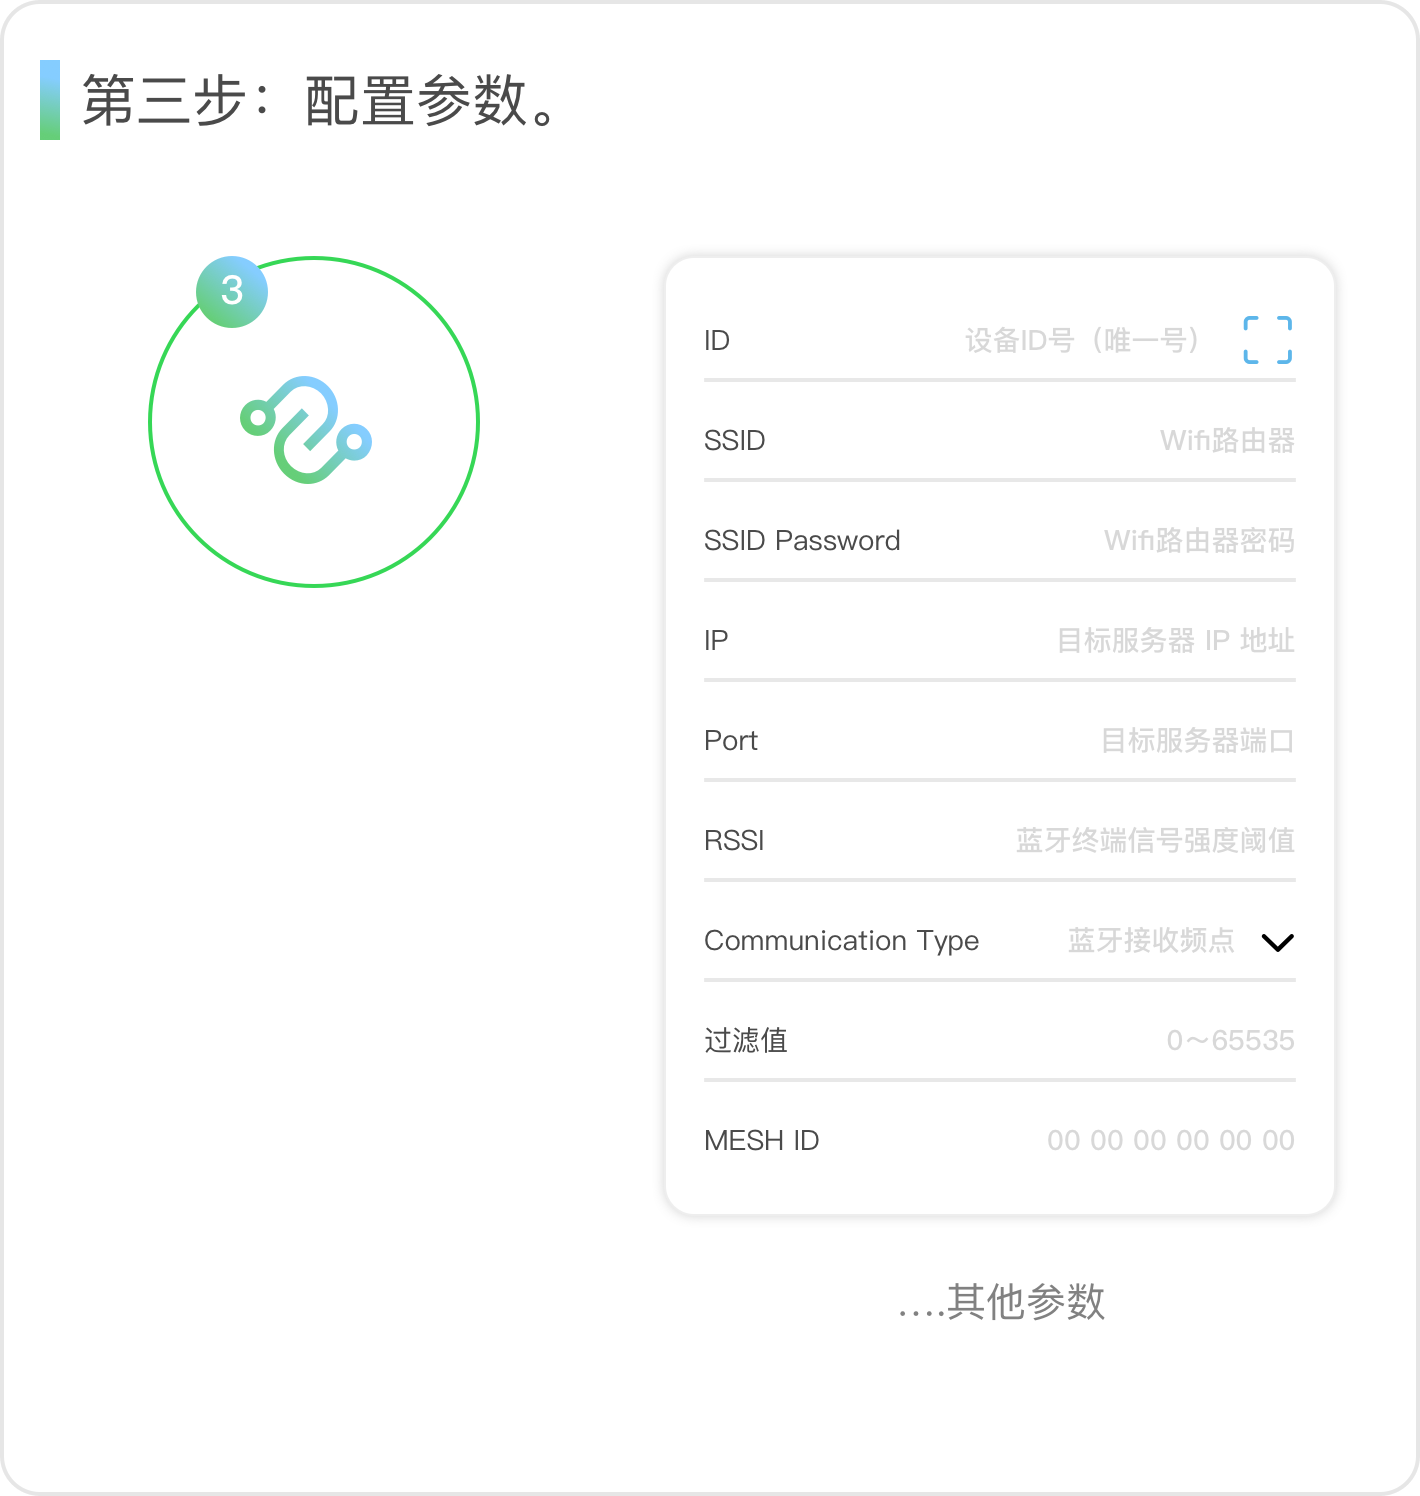 第三步：配置参数。
3
ID 设备ID号（唯一号）
SSID Wifi路由器
SSID Password Wifi路由器密码
IP 目标服务器 IP 地址
Port 目标服务器端口
RSSI 蓝牙终端信号强度阈值
Communication Type 蓝牙接收频点
过滤值 0～65535
MESH ID 00 00 00 00 00 00
....其他参数